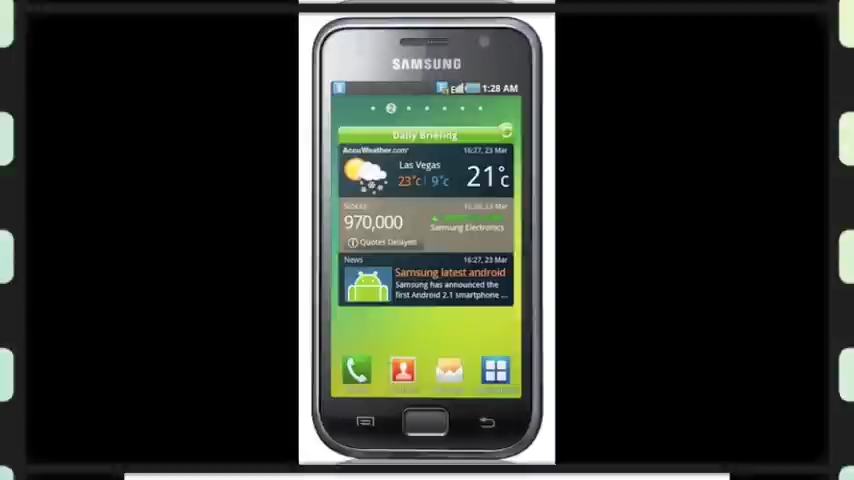 SAMSUNG
E 1:28 AM
2
Daily Briefing
AccuWeather.com 16:27, 23 Mar
Las Vegas
23°c 9°c 21°c
Stocks
970,000
Samsung Electronics
Quotes Delayed
News 16:27, 23 Mar
Samsung latest android
Samsung has announced the
first Android 2.1 smartphone ...